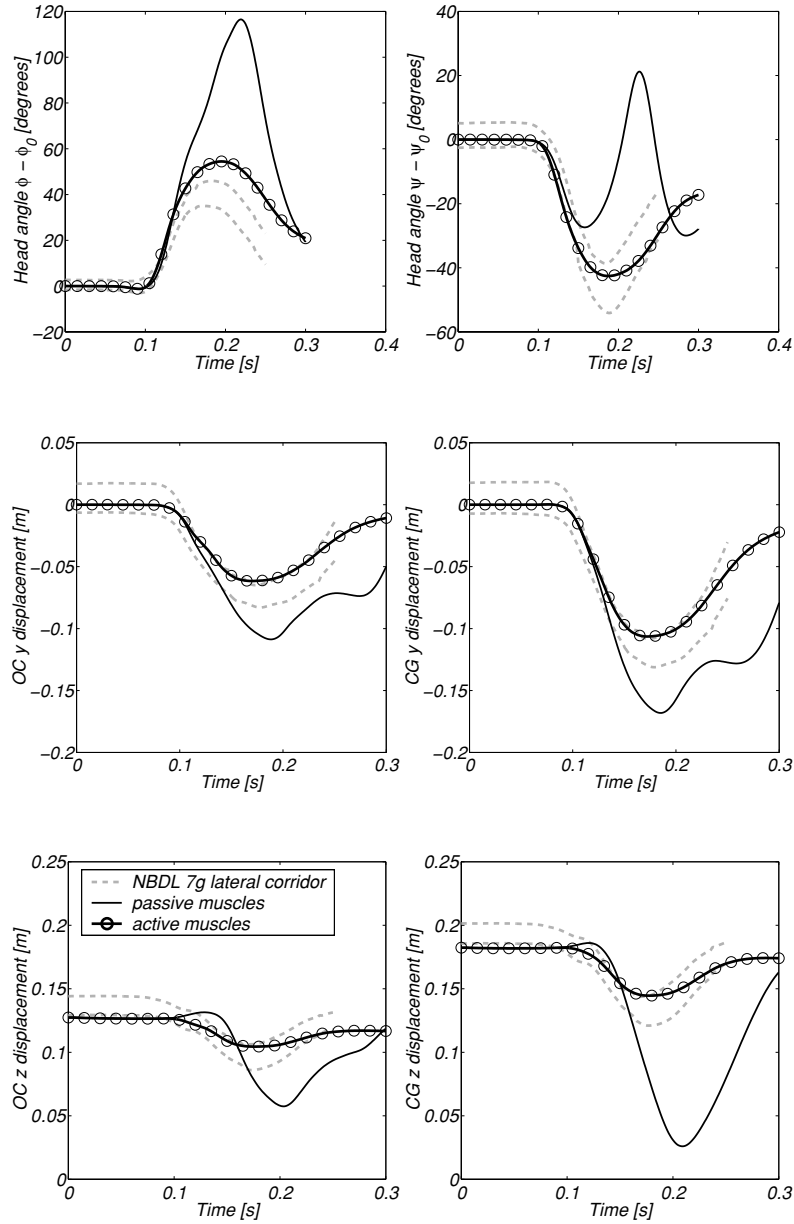 120
100
80
60
40
20
0
−20
0 0.1 0.2 0.3 0.4
Time [s]
Head angle ϕ − ϕ0 [degrees]
40
20
0
−20
−40
−60
0 0.1 0.2 0.3 0.4
Time [s]
Head angle ψ − ψ0 [degrees]
0.05
0
−0.05
−0.1
−0.15
−0.2
0 0.1 0.2 0.3
Time [s]
OC y displacement [m]
0.05
0
−0.05
−0.1
−0.15
−0.2
0 0.1 0.2 0.3
Time [s]
CG y displacement [m]
0.25
0.2
0.15
0.1
0.05
0
0 0.1 0.2 0.3
Time [s]
OC z displacement [m]
NBDL 7g lateral corridor
passive muscles
active muscles
0.25
0.2
0.15
0.1
0.05
0
0 0.1 0.2 0.3
Time [s]
CG z displacement [m]